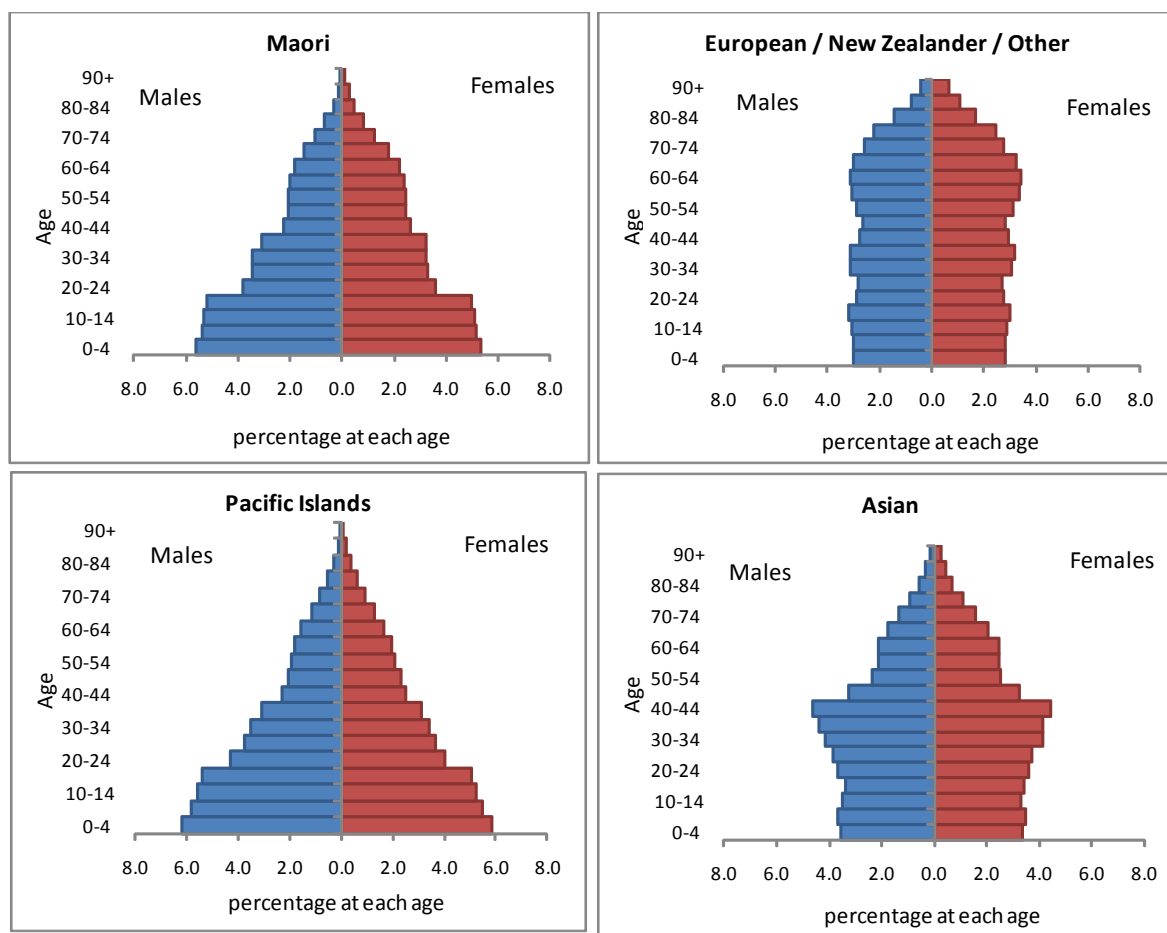 Maori
Males
Females
Age
90+
80-84
70-74
60-64
50-54
40-44
30-34
20-24
10-14
0-4
8.0 6.0 4.0 2.0 0.0 2.0 4.0 6.0 8.0
percentage at each age
European / New Zealander / Other
Males
Females
Age
90+
80-84
70-74
60-64
50-54
40-44
30-34
20-24
10-14
0-4
8.0 6.0 4.0 2.0 0.0 2.0 4.0 6.0 8.0
percentage at each age
Pacific Islands
Males
Females
Age
90+
80-84
70-74
60-64
50-54
40-44
30-34
20-24
10-14
0-4
8.0 6.0 4.0 2.0 0.0 2.0 4.0 6.0 8.0
percentage at each age
Asian
Males
Females
Age
90+
80-84
70-74
60-64
50-54
40-44
30-34
20-24
10-14
0-4
8.0 6.0 4.0 2.0 0.0 2.0 4.0 6.0 8.0
percentage at each age